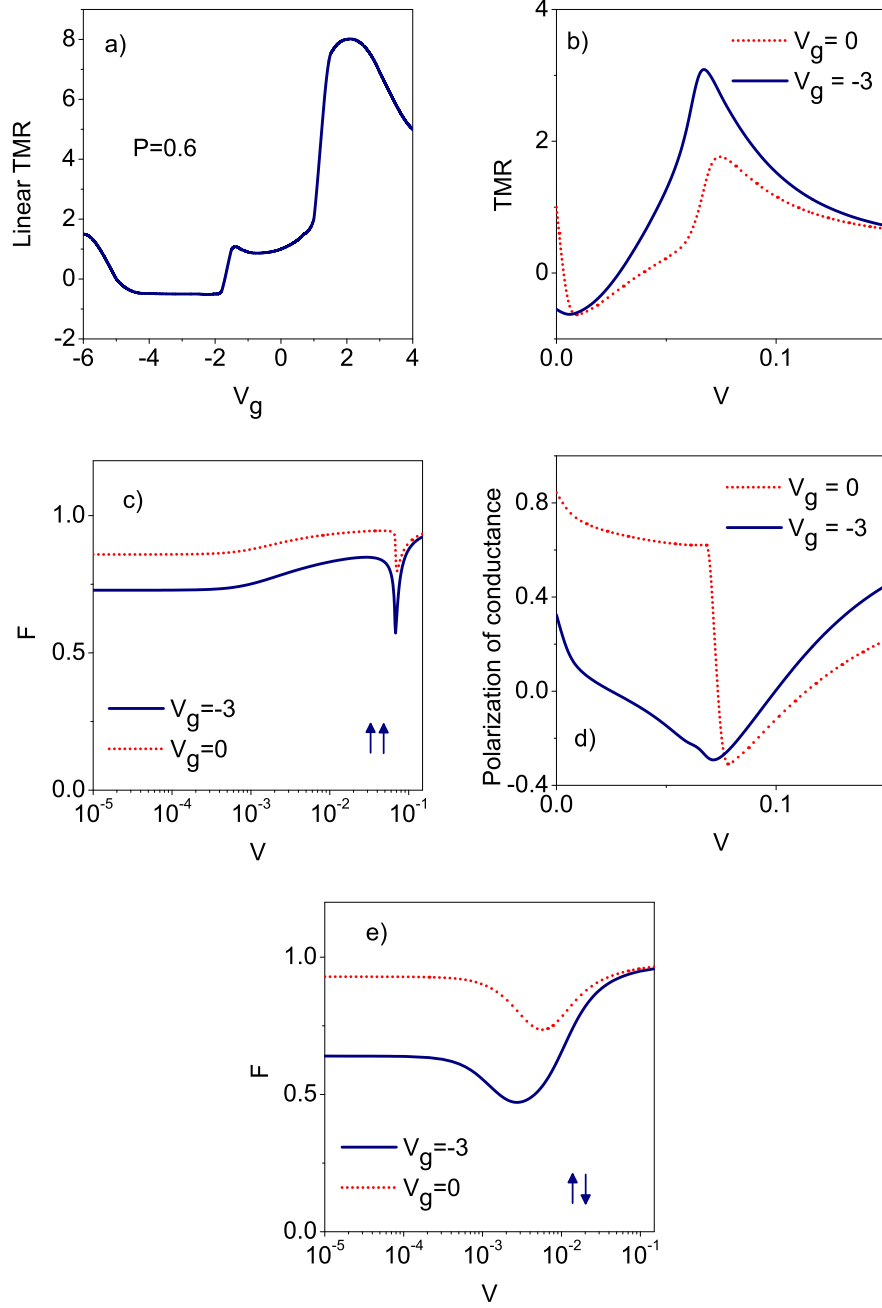 a)
P=0.6
Linear TMR
8
6
4
2
0
-2
-6
-4
-2
0
2
4
V_g
b)
V_g= 0
V_g = -3
TMR
4
2
0
0.0
0.1
V
c)
F
1.0
0.5
0.0
V_g=-3
V_g=0
10^-5
10^-4
10^-3
10^-2
10^-1
V
d)
V_g = 0
V_g = -3
Polarization of conductance
0.8
0.4
0.0
-0.4
0.0
0.1
V
e)
F
1.0
0.5
0.0
V_g=-3
V_g=0
10^-5
10^-4
10^-3
10^-2
10^-1
V